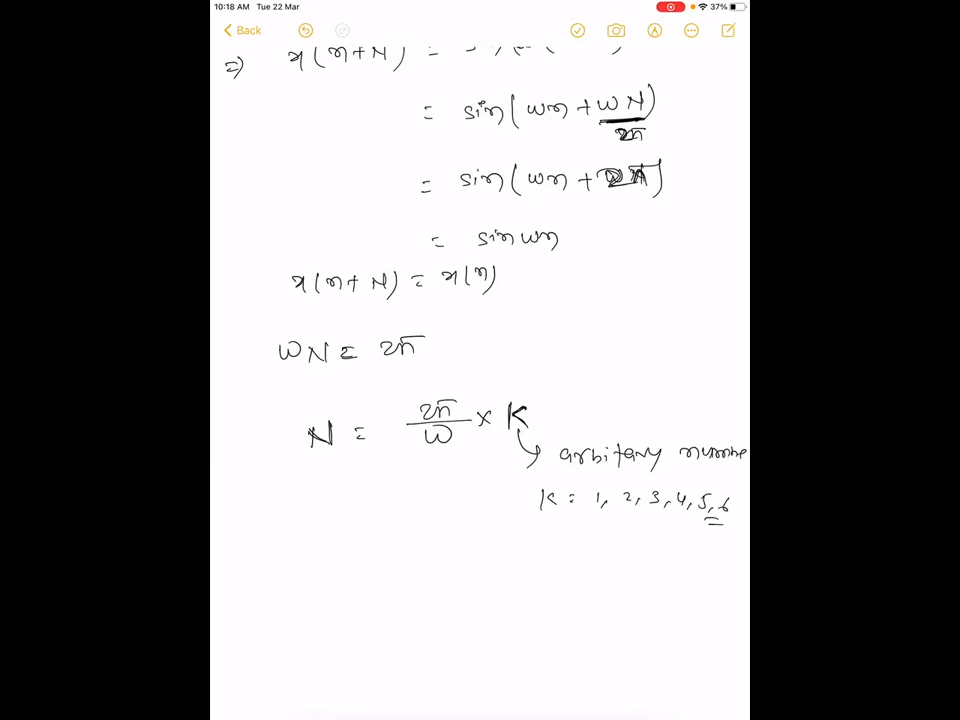 10:18 AM Tue 22 Mar 37%
Back
=) x(n+N) =
= sin(ωn + ωN)
2π
= sin(ωn + 2π)
= sin ωn
x(n+N) = x(n)
ωN = 2π
N = 2π/ω × K
arbitary numbe
K = 1, 2, 3, 4, 5, 6